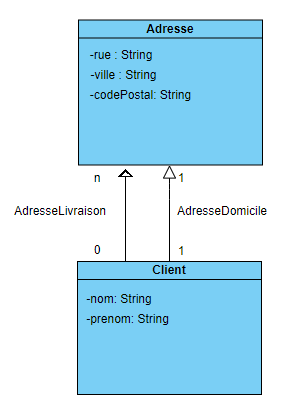 Adresse
-rue : String
-ville : String
-codePostal: String
n 1
AdresseLivraison AdresseDomicile
0 1
Client
-nom: String
-prenom: String